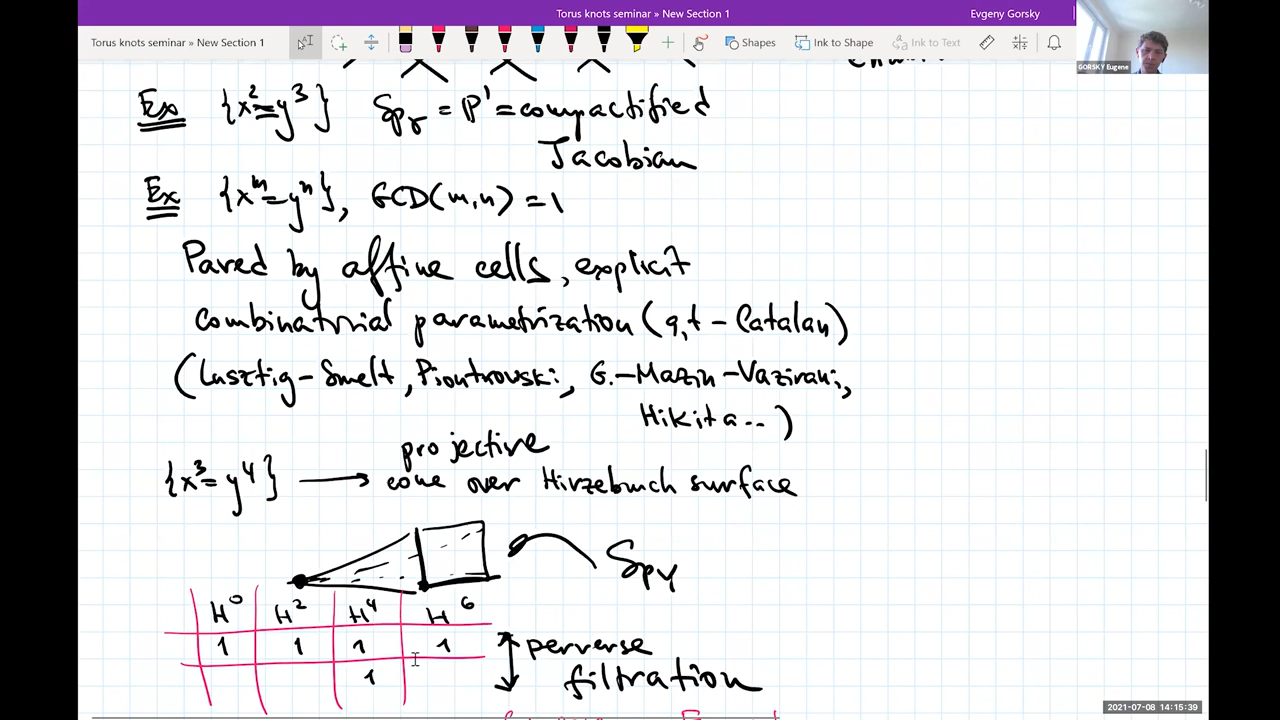 Torus knots seminar » New Section 1
Evgeny Gorsky
Torus knots seminar » New Section 1
Shapes
Ink to Shape
Ink to Text
GORSKY Eugene
Ex {x²=y³} Spγ = P¹ = compactified
Jacobian
Ex {xᵐ=yⁿ}, GCD(m,n)=1
Paved by affine cells, explicit
combinatorial parametrization (q,t-Catalan)
(Lusztig-Smelt, Piontkovski, G.-Mazin-Vazirani,
Hikita...)
{x³=y⁴} → projective
cone over Hirzebruch surface
Spγ
H⁰ H² H⁴ H⁶
1 1 1 1 perverse
1 filtration
2021-07-08 14:15:39